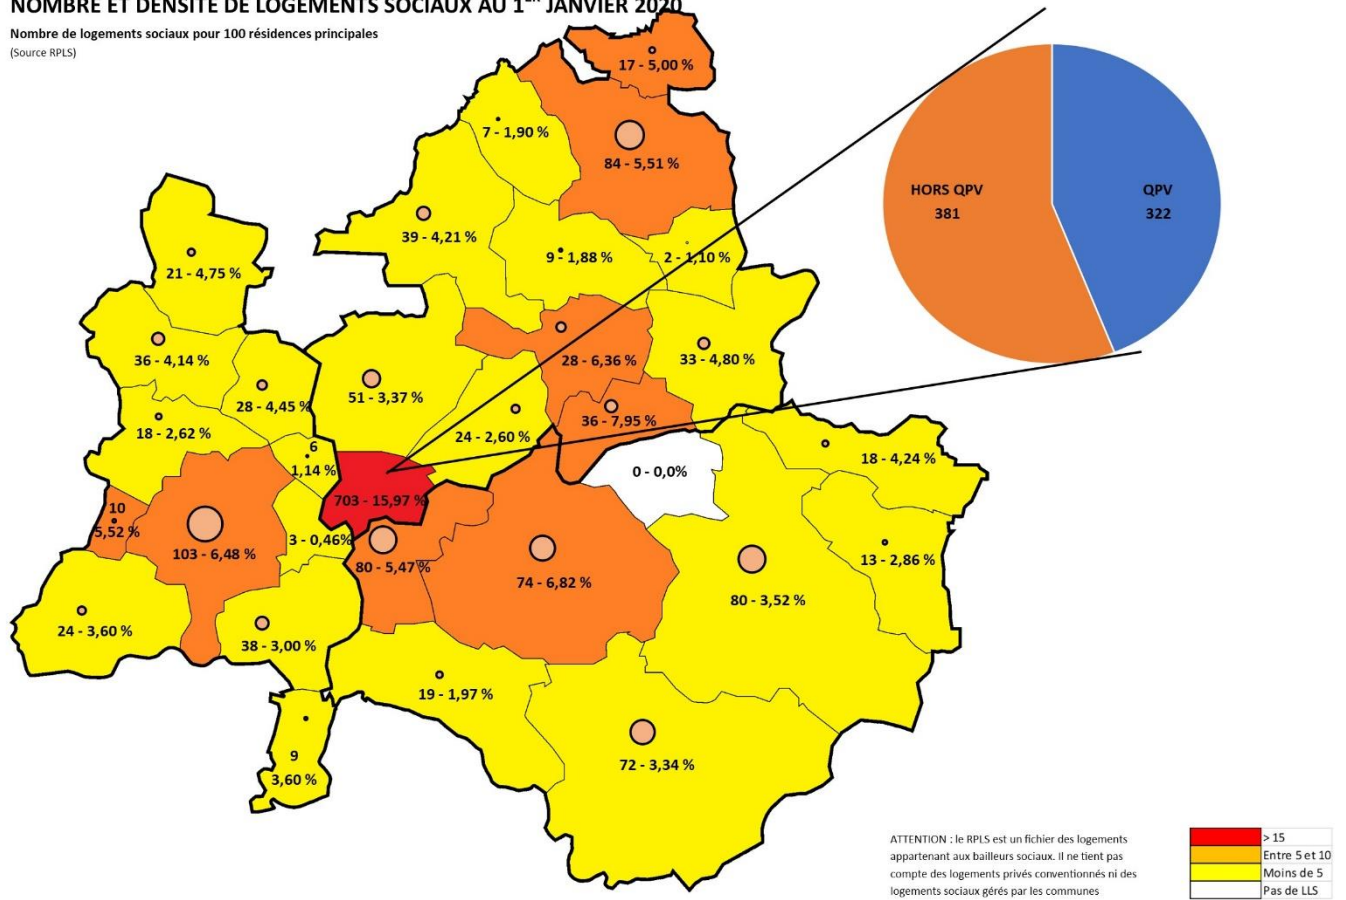 NOMBRE ET DENSITÉ DE LOGEMENTS SOCIAUX AU 1er JANVIER 2020
Nombre de logements sociaux pour 100 résidences principales
(Source RPLS)
17 - 5,00 %
7 - 1,90 %
84 - 5,51 %
HORS QPV
381
QPV
322
39 - 4,21 %
9 - 1,88 %
2 - 1,10 %
21 - 4,75 %
36 - 4,14 %
28 - 6,36 %
33 - 4,80 %
28 - 4,45 %
51 - 3,37 %
36 - 7,95 %
18 - 2,62 %
24 - 2,60 %
6
1,14 %
0 - 0,0%
18 - 4,24 %
703 - 15,97 %
10
5,52 %
103 - 6,48 %
3 - 0,46%
80 - 5,47 %
74 - 6,82 %
80 - 3,52 %
13 - 2,86 %
24 - 3,60 %
38 - 3,00 %
19 - 1,97 %
9
3,60 %
72 - 3,34 %
ATTENTION : le RPLS est un fichier des logements
appartenant aux bailleurs sociaux. Il ne tient pas
compte des logements privés conventionnés ni des
logements sociaux gérés par les communes
> 15
Entre 5 et 10
Moins de 5
Pas de LLS